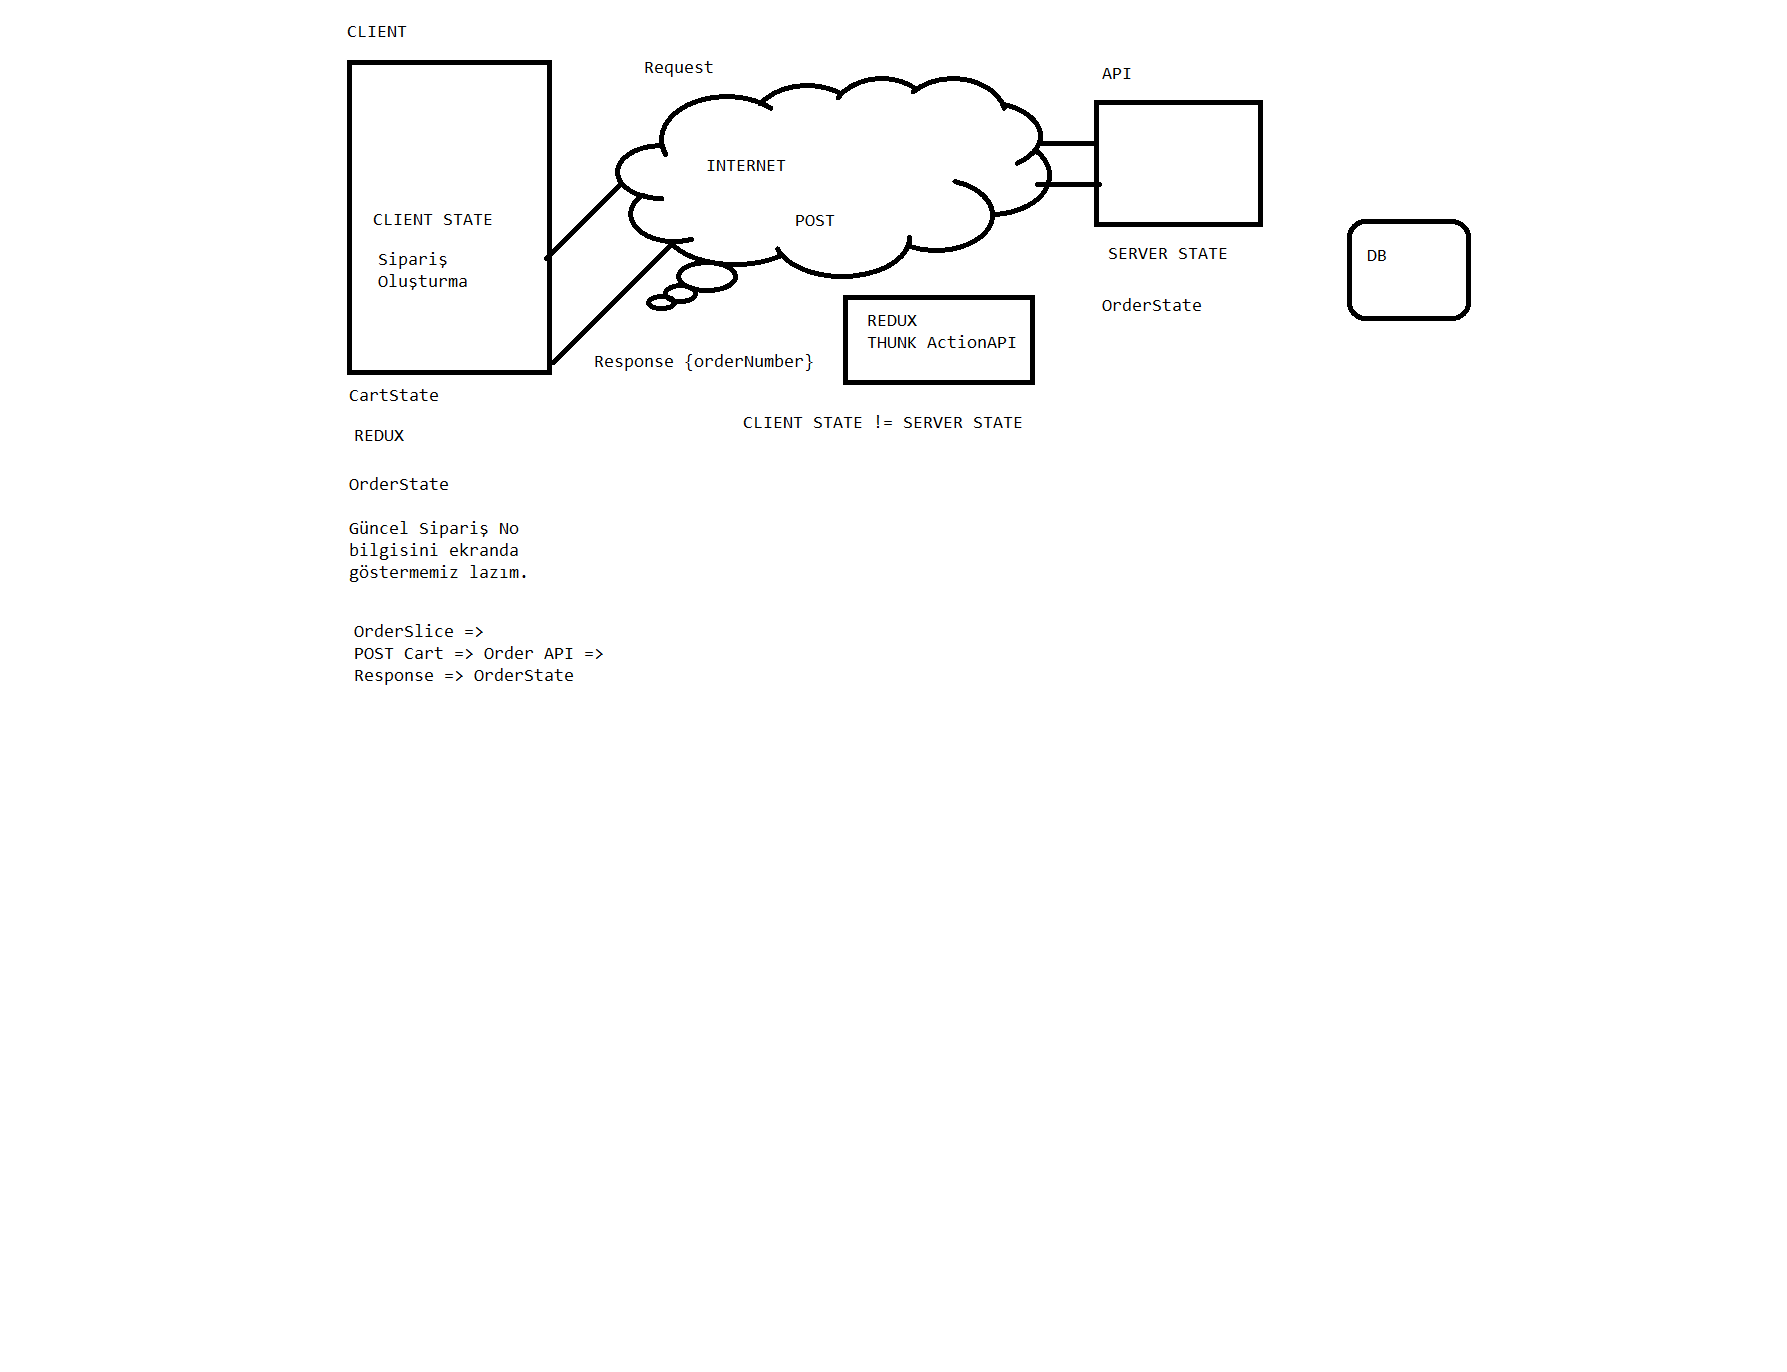 CLIENT
Request
API
INTERNET
POST
CLIENT STATE
Sipariş
Oluşturma
SERVER STATE
DB
OrderState
REDUX
THUNK ActionAPI
Response {orderNumber}
CartState
CLIENT STATE != SERVER STATE
REDUX
OrderState
Güncel Sipariş No
bilgisini ekranda
göstermemiz lazım.
OrderSlice =>
POST Cart => Order API =>
Response => OrderState